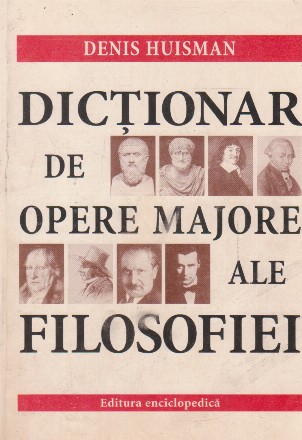 DENIS HUISMAN
DICȚIONAR
DE
OPERE MAJORE
ALE
FILOSOFIEI
Editura enciclopedică